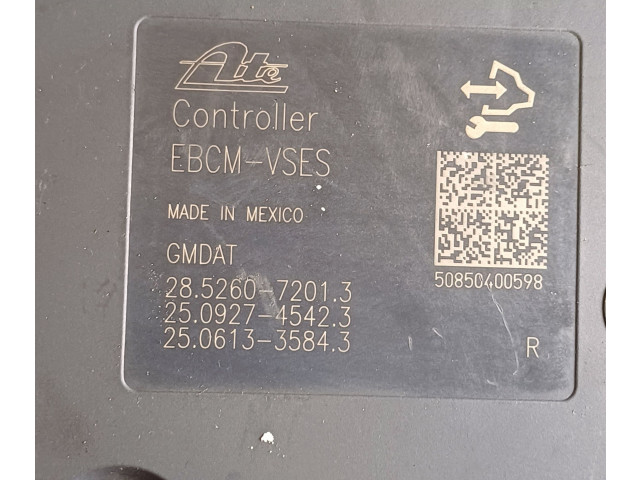 Ate
Controller
EBCM-VSES
MADE IN MEXICO
GMDAT
28.5260-7201.3
25.0927-4542.3
25.0613-3584.3
50850400598
R